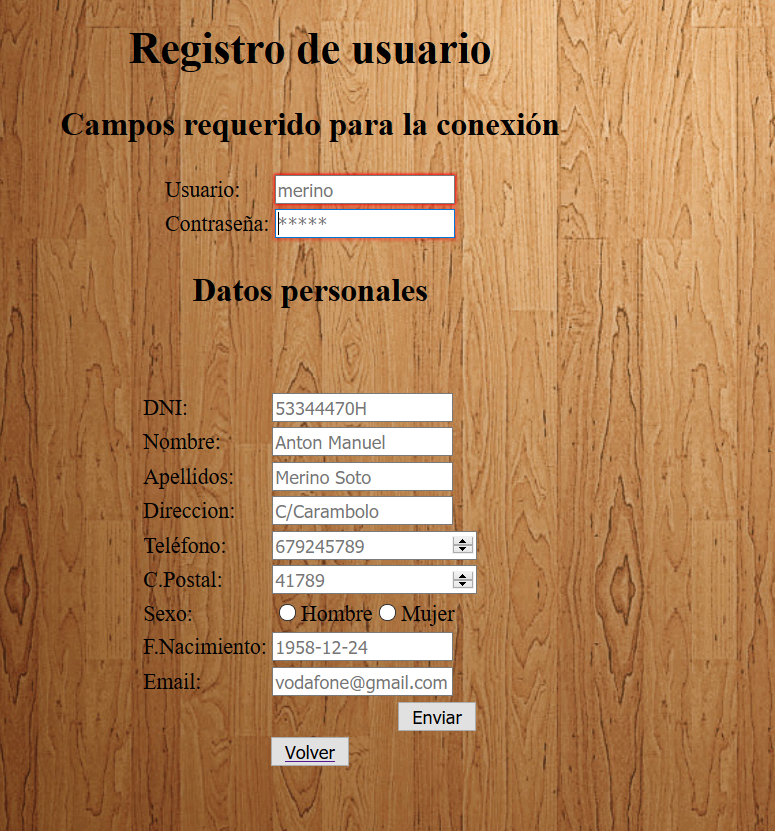 Registro de usuario
Campos requerido para la conexión
Usuario: merino
Contraseña: *****
Datos personales
DNI: 53344470H
Nombre: Anton Manuel
Apellidos: Merino Soto
Direccion: C/Carambolo
Teléfono: 679245789
C.Postal: 41789
Sexo: Hombre Mujer
F.Nacimiento: 1958-12-24
Email: vodafone@gmail.com
Enviar
Volver